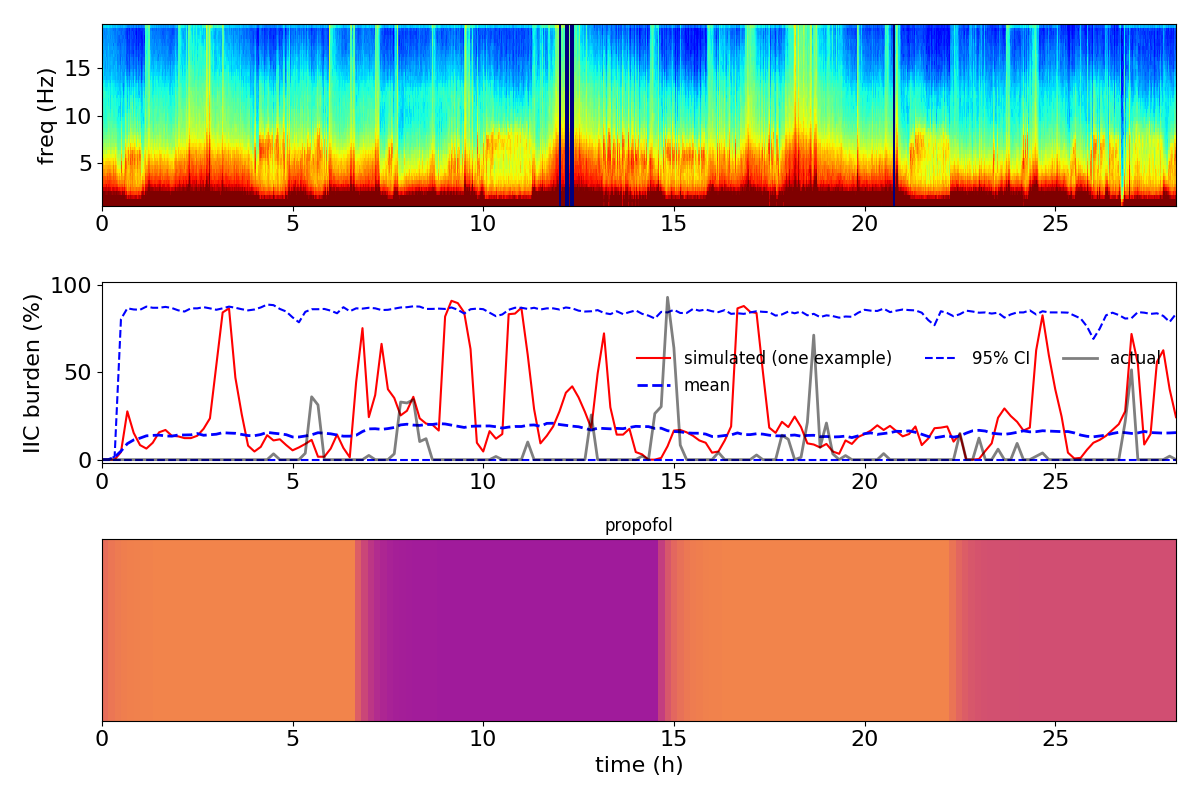 freq (Hz)
15
10
5
0 5 10 15 20 25
IIC burden (%)
100
50
0
simulated (one example) 95% CI actual
mean
0 5 10 15 20 25
propofol
0 5 10 15 20 25
time (h)